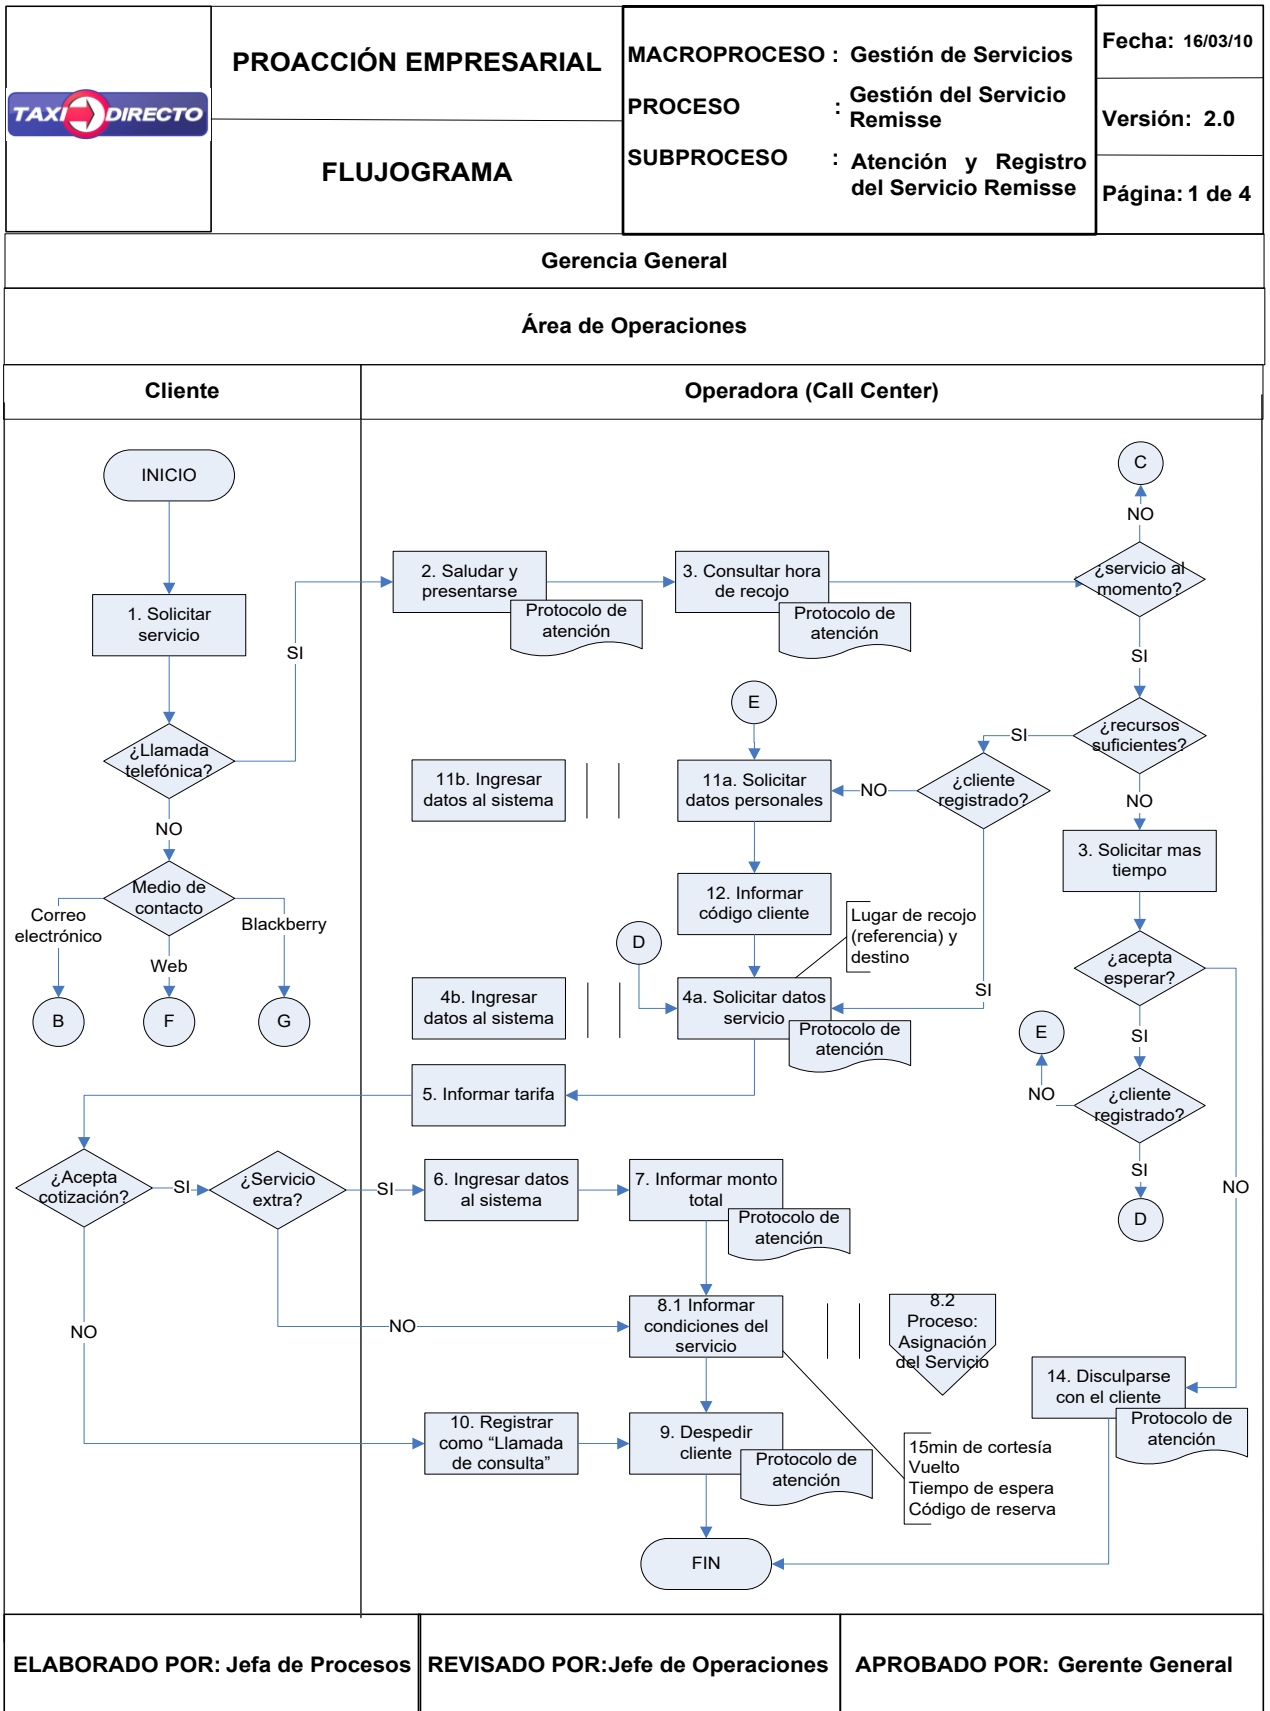 TAXI DIRECTO
PROACCIÓN EMPRESARIAL
FLUJOGRAMA
MACROPROCESO : Gestión de Servicios
PROCESO : Gestión del Servicio
Remisse
SUBPROCESO : Atención y Registro
del Servicio Remisse
Fecha: 16/03/10
Versión: 2.0
Página: 1 de 4
Gerencia General
Área de Operaciones
Cliente
Operadora (Call Center)
INICIO
C
NO
2. Saludar y
presentarse
Protocolo de
atención
3. Consultar hora
de recojo
Protocolo de
atención
¿servicio al
momento?
1. Solicitar
servicio
SI
SI
E
¿recursos
suficientes?
SI
¿Llamada
telefónica?
11b. Ingresar
datos al sistema
11a. Solicitar
datos personales
NO
¿cliente
registrado?
NO
NO
3. Solicitar mas
tiempo
Medio de
contacto
Correo
electrónico
Blackberry
Web
12. Informar
código cliente
Lugar de recojo
(referencia) y
destino
D
¿acepta
esperar?
SI
B
F
G
4b. Ingresar
datos al sistema
4a. Solicitar datos
servicio
Protocolo de
atención
E
SI
NO
¿cliente
registrado?
5. Informar tarifa
SI
NO
D
¿Acepta
cotización?
SI
¿Servicio
extra?
SI
6. Ingresar datos
al sistema
7. Informar monto
total
Protocolo de
atención
NO
NO
8.1 Informar
condiciones del
servicio
8.2
Proceso:
Asignación
del Servicio
14. Disculparse
con el cliente
Protocolo de
atención
10. Registrar
como “Llamada
de consulta”
9. Despedir
cliente
Protocolo de
atención
15min de cortesía
Vuelto
Tiempo de espera
Código de reserva
FIN
ELABORADO POR: Jefa de Procesos
REVISADO POR:Jefe de Operaciones
APROBADO POR: Gerente General